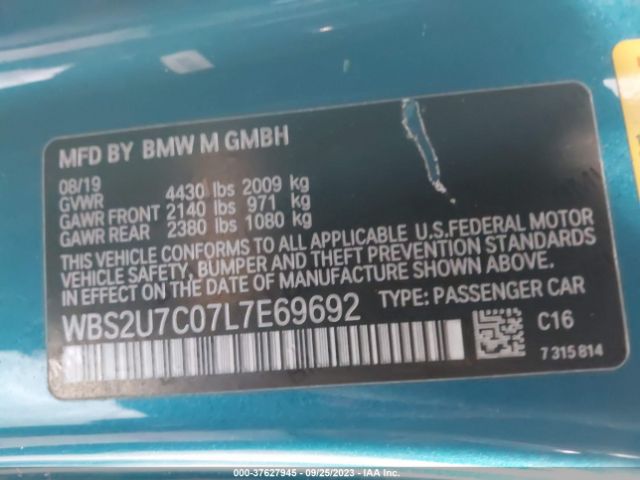 MFD BY BMW M GMBH
08/19
GVWR 4430 lbs 2009 kg
GAWR FRONT 2140 lbs 971 kg
GAWR REAR 2380 lbs 1080 kg
THIS VEHICLE CONFORMS TO ALL APPLICABLE U.S.FEDERAL MOTOR
VEHICLE SAFETY, BUMPER AND THEFT PREVENTION STANDARDS
IN EFFECT ON THE DATE OF MANUFACTURE SHOWN ABOVE.
WBS2U7C07L7E69692 TYPE: PASSENGER CAR
C16
7 315 814
000-37627945 - 09/25/2023 - IAA Inc.